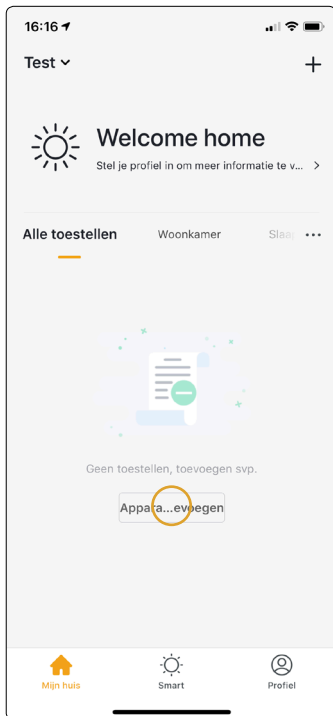 16:16
Test
Welcome home
Stel je profiel in om meer informatie te v...
Alle toestellen Woonkamer Slaa
Geen toestellen, toevoegen svp.
Appara...evoegen
Mijn huis Smart Profiel